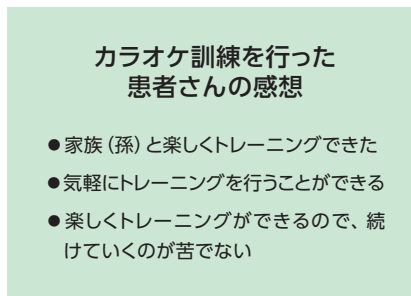 カラオケ訓練を行った
患者さんの感想
●家族(孫)と楽しくトレーニングできた
●気軽にトレーニングを行うことができる
●楽しくトレーニングができるので、続
けていくのが苦でない